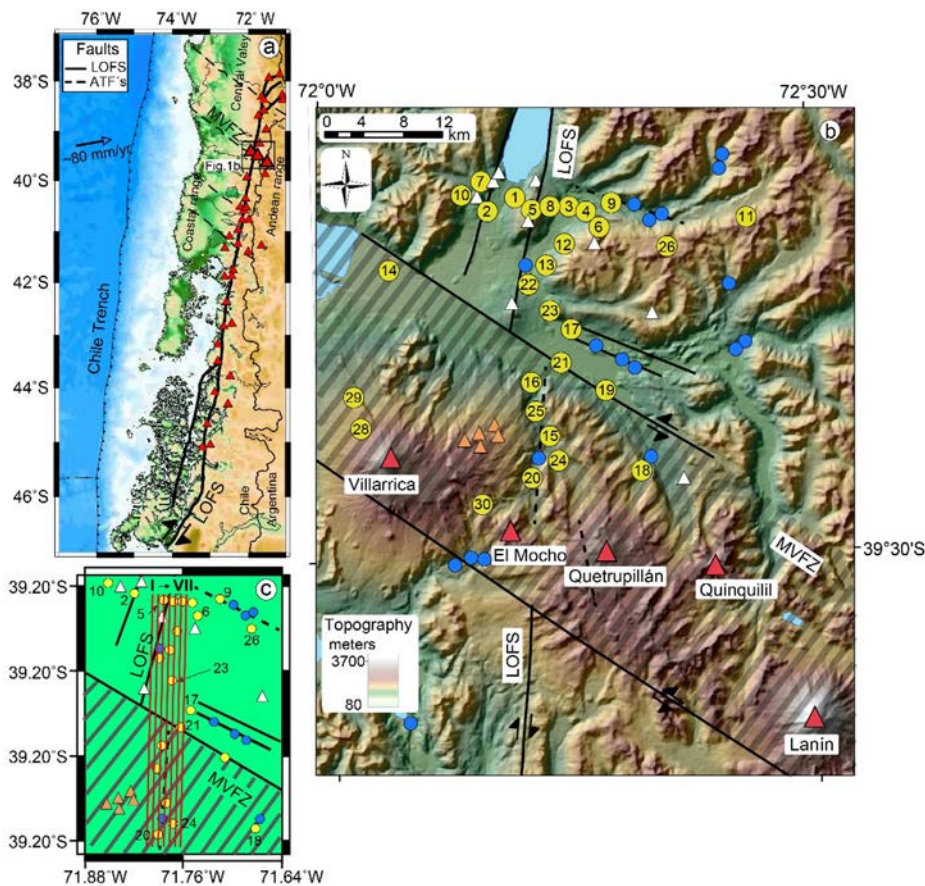 76°W 74°W 72°W
a
Faults
LOFS
ATF's
38°S
40°S
42°S
44°S
46°S
Central Valley
MVFZ
~80 mm/yr
Fig.1b
Coastal range
Andean range
Chile Trench
Chile
Argentina
LOFS
72°0'W
72°30'W
b
0 4 8 12
km
N
LOFS
7
10
1
2
5
8
3
4
9
6
11
12
26
13
14
22
23
17
21
16
19
29
25
28
15
24
18
20
30
Villarrica
El Mocho
Quetrupillán
Quinquilil
MVFZ
39°30'S
Topography
meters
3700
80
LOFS
Lanín
c
39.20°S
39.20°S
39.20°S
39.20°S
I → VII
10
2
5
9
6
26
LOFS
23
17
21
MVFZ
20
24
18
71.88°W 71.76°W 71.64°W